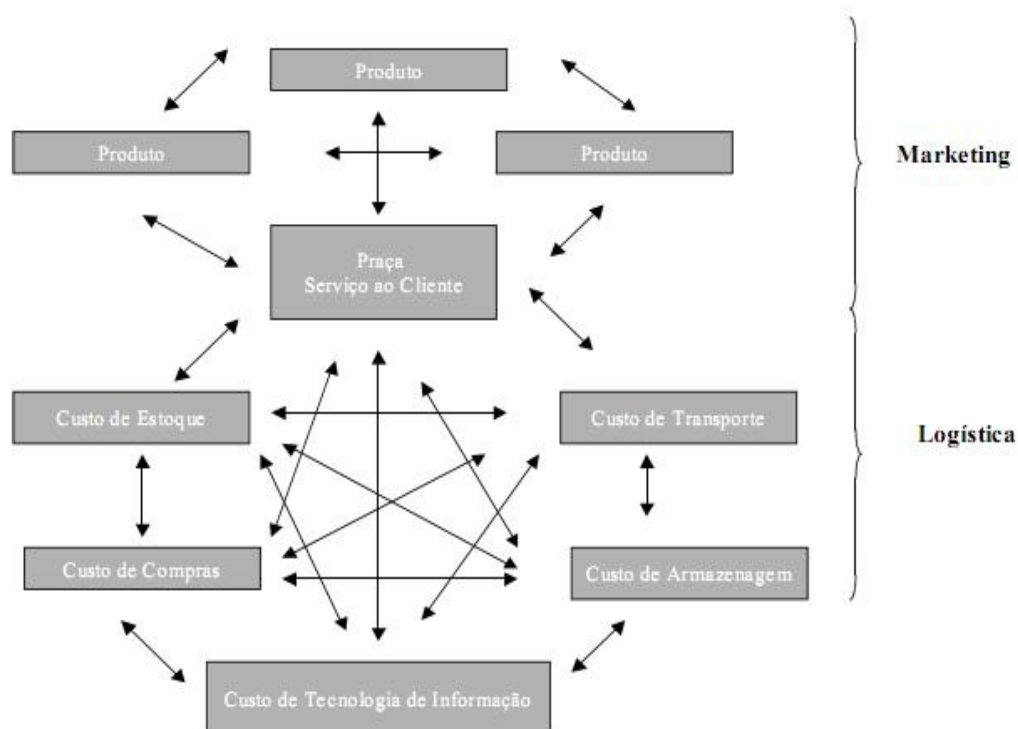 Produto
Produto
Produto
Marketing
Praça
Serviço ao Cliente
Custo de Estoque
Custo de Transporte
Logística
Custo de Compras
Custo de Armazenagem
Custo de Tecnologia de Informação